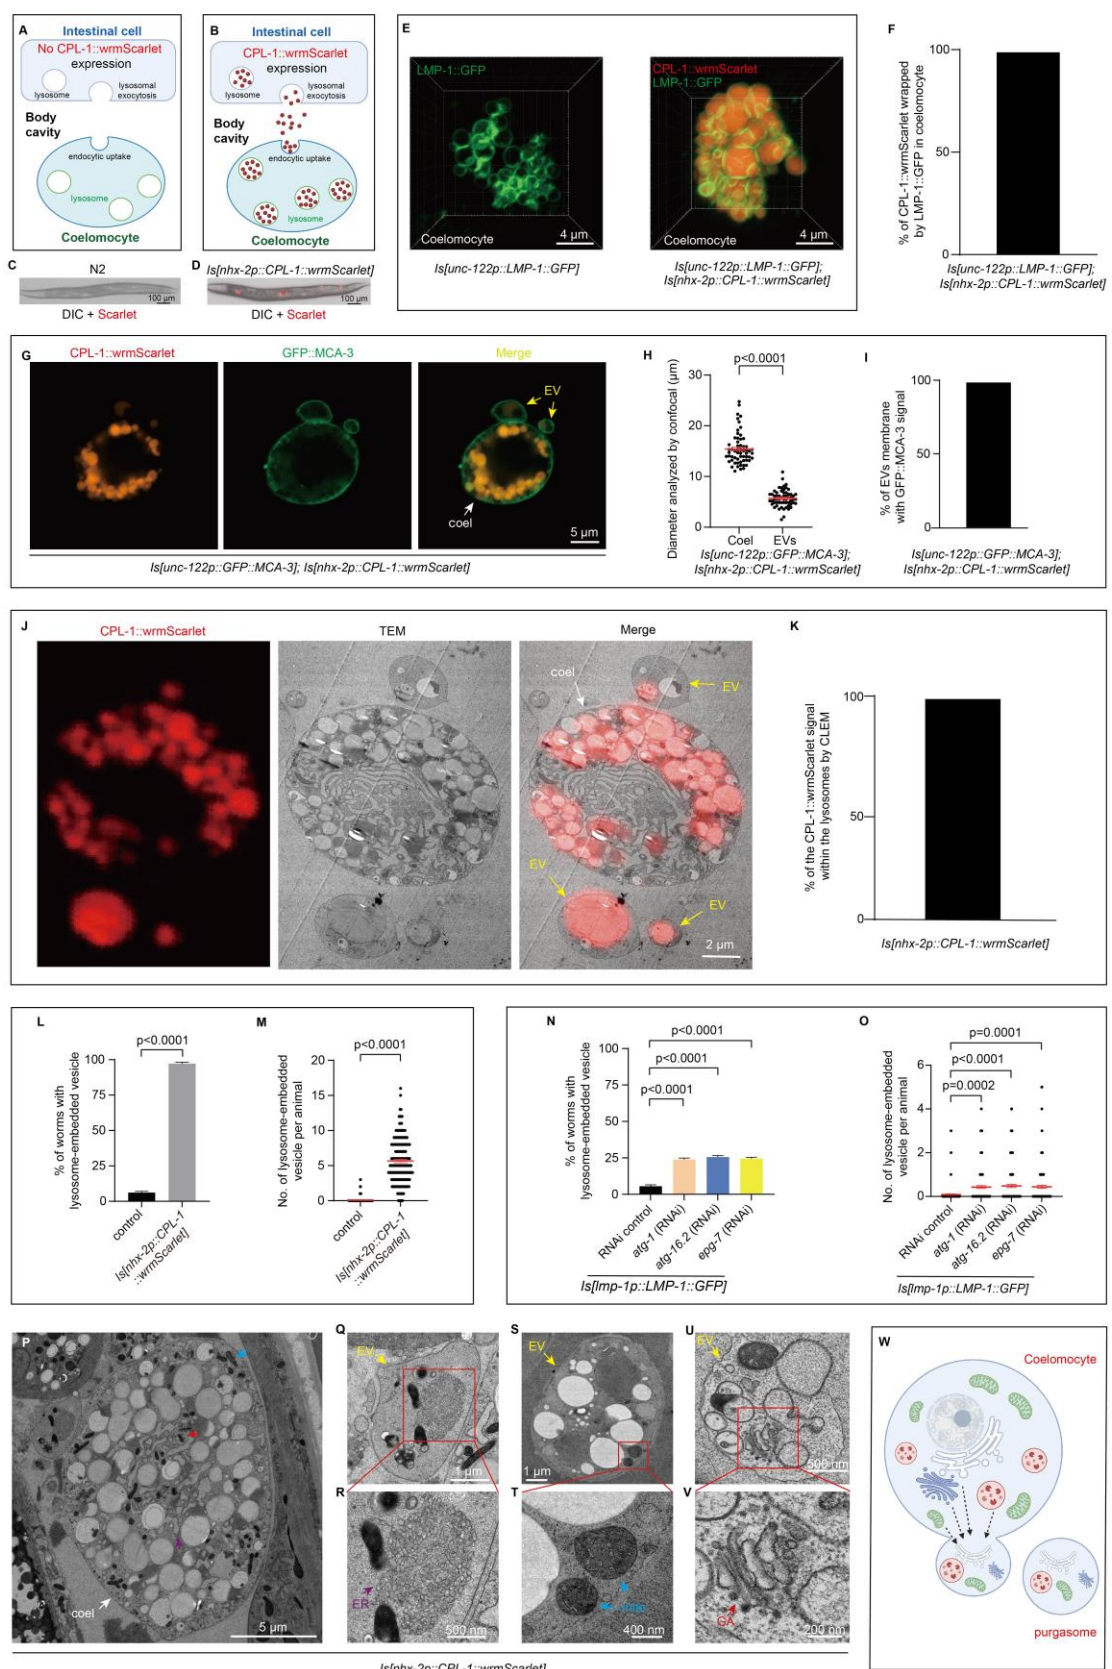 A
Intestinal cell
No CPL-1::wrmScarlet
expression
lysosome
lysosomal
exocytosis
Body
cavity
endocytic uptake
lysosome
Coelomocyte
B
Intestinal cell
CPL-1::wrmScarlet
expression
lysosome
lysosomal
exocytosis
Body
cavity
endocytic uptake
lysosome
Coelomocyte
C
N2
100 µm
DIC + Scarlet
D
Is[nhx-2p::CPL-1::wrmScarlet]
100 µm
DIC + Scarlet
E
LMP-1::GFP
Coelomocyte
4 µm
Is[unc-122p::LMP-1::GFP]
CPL-1::wrmScarlet
LMP-1::GFP
Coelomocyte
4 µm
Is[unc-122p::LMP-1::GFP];
Is[nhx-2p::CPL-1::wrmScarlet]
F
% of CPL-1::wrmScarlet wrapped
by LMP-1::GFP in coelomocyte
100
50
0
Is[unc-122p::LMP-1::GFP];
Is[nhx-2p::CPL-1::wrmScarlet]
G
CPL-1::wrmScarlet
GFP::MCA-3
Merge
EV
coel
5 µm
Is[unc-122p::GFP::MCA-3]; Is[nhx-2p::CPL-1::wrmScarlet]
H
p<0.0001
Diameter analyzed by confocal (µm)
30
20
10
0
Coel
EVs
Is[unc-122p::GFP::MCA-3];
Is[nhx-2p::CPL-1::wrmScarlet]
I
% of EVs membrane
with GFP::MCA-3 signal
100
50
0
Is[unc-122p::GFP::MCA-3];
Is[nhx-2p::CPL-1::wrmScarlet]
J
CPL-1::wrmScarlet
TEM
Merge
coel
EV
EV
EV
2 µm
K
% of the CPL-1::wrmScarlet signal
within the lysosomes by CLEM
100
50
0
Is[nhx-2p::CPL-1::wrmScarlet]
L
p<0.0001
% of worms with
lysosome-embedded vesicle
100
75
50
25
0
control
Is[nhx-2p::CPL-1
::wrmScarlet]
M
p<0.0001
No. of lysosome-embedded
vesicle per animal
20
15
10
5
0
control
Is[nhx-2p::CPL-1
::wrmScarlet]
N
p<0.0001
p<0.0001
p<0.0001
% of worms with
lysosome-embedded vesicle
100
75
50
25
0
RNAi control
atg-1 (RNAi)
atg-16.2 (RNAi)
epg-7 (RNAi)
Is[lmp-1p::LMP-1::GFP]
O
p=0.0001
p<0.0001
p=0.0002
No. of lysosome-embedded
vesicle per animal
6
4
2
0
RNAi control
atg-1 (RNAi)
atg-16.2 (RNAi)
epg-7 (RNAi)
Is[lmp-1p::LMP-1::GFP]
P
coel
5 µm
Q
EV
1 µm
R
ER
500 nm
S
EV
1 µm
T
400 nm
U
EV
500 nm
V
GA
200 nm
Is[nhx-2p::CPL-1::wrmScarlet]
W
Coelomocyte
purgasome